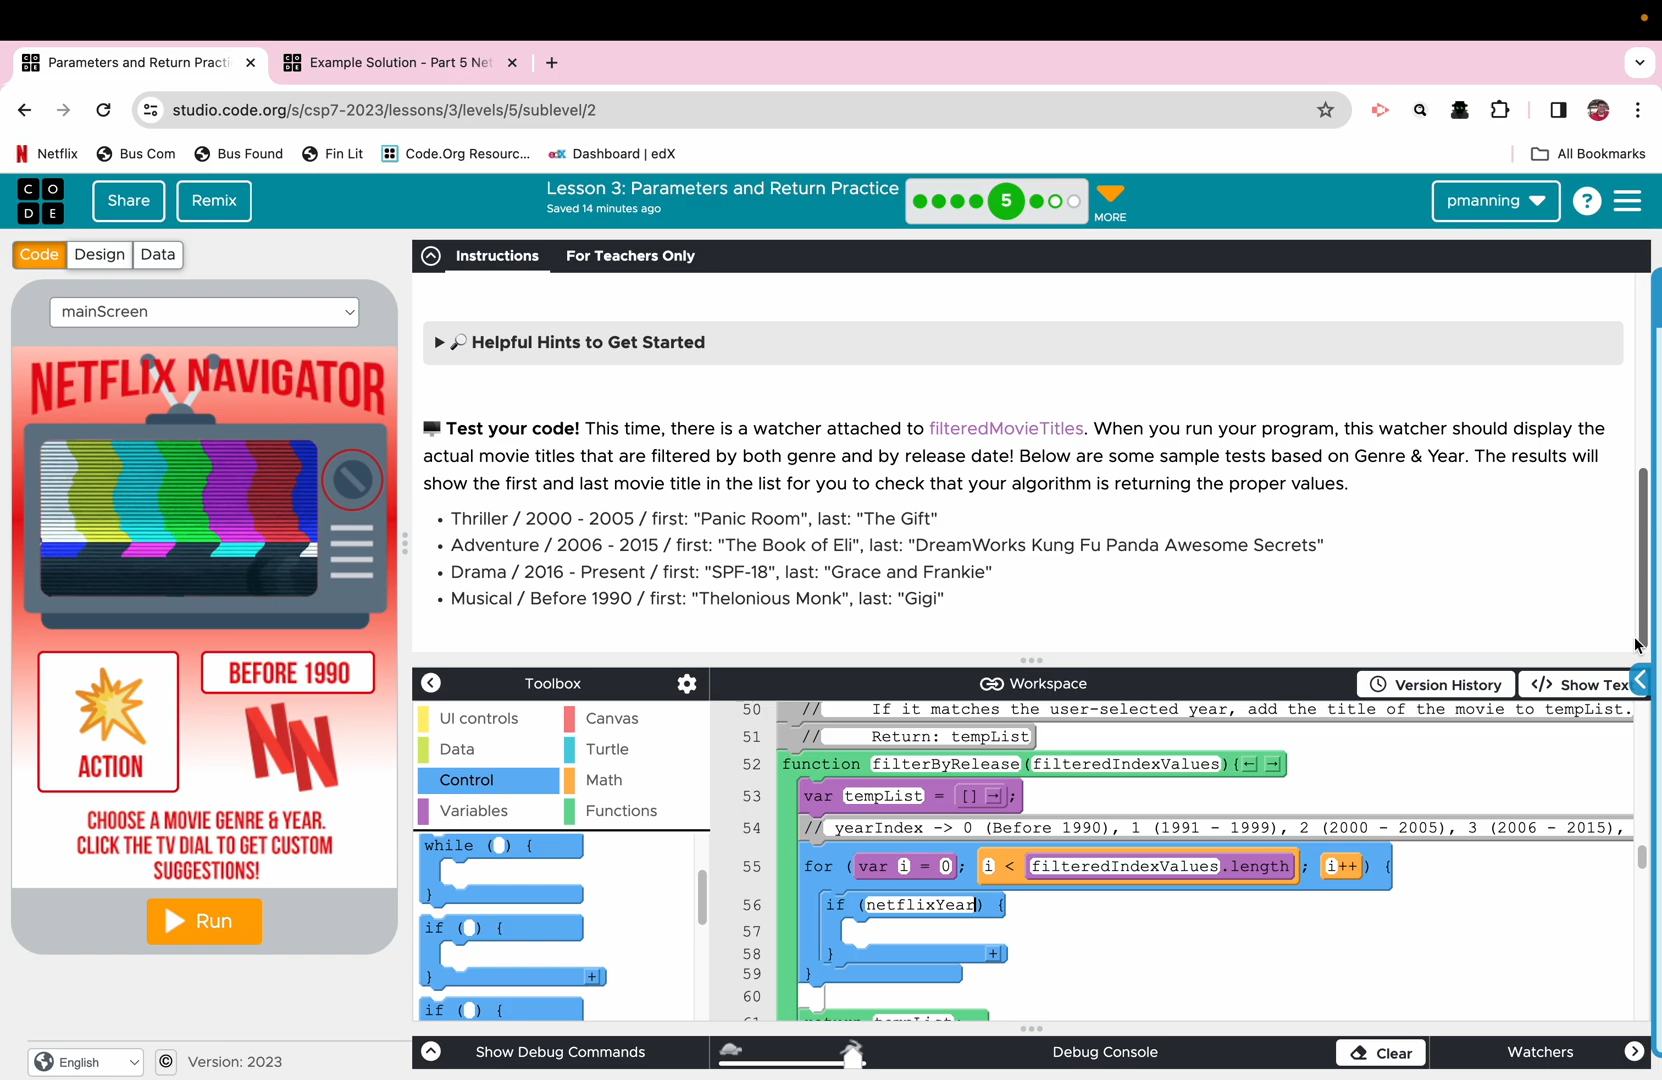 Parameters and Return Practi
Example Solution - Part 5 Net
studio.code.org/s/csp7-2023/lessons/3/levels/5/sublevel/2
N Netflix
Bus Com
Bus Found
Fin Lit
Code.Org Resourc...
edX Dashboard | edX
All Bookmarks
C O
D E
Share
Remix
Lesson 3: Parameters and Return Practice
Saved 14 minutes ago
5
MORE
pmanning
?
Code
Design
Data
Instructions
For Teachers Only
mainScreen
NETFLIX NAVIGATOR
BEFORE 1990
ACTION
CHOOSE A MOVIE GENRE & YEAR.
CLICK THE TV DIAL TO GET CUSTOM
SUGGESTIONS!
Run
Helpful Hints to Get Started
Test your code! This time, there is a watcher attached to filteredMovieTitles. When you run your program, this watcher should display the
actual movie titles that are filtered by both genre and by release date! Below are some sample tests based on Genre & Year. The results will
show the first and last movie title in the list for you to check that your algorithm is returning the proper values.
• Thriller / 2000 - 2005 / first: "Panic Room", last: "The Gift"
• Adventure / 2006 - 2015 / first: "The Book of Eli", last: "DreamWorks Kung Fu Panda Awesome Secrets"
• Drama / 2016 - Present / first: "SPF-18", last: "Grace and Frankie"
• Musical / Before 1990 / first: "Thelonious Monk", last: "Gigi"
Toolbox
Workspace
Version History
</> Show Tex
UI controls
Canvas
Data
Turtle
Control
Math
Variables
Functions
while ( ) {
}
if ( ) {
} +
if ( ) {
50 // If it matches the user-selected year, add the title of the movie to tempList.
51 // Return: tempList
52 function filterByRelease(filteredIndexValues){ ← →
53 var tempList = [] → ;
54 // yearIndex -> 0 (Before 1990), 1 (1991 - 1999), 2 (2000 - 2005), 3 (2006 - 2015),
55 for (var i = 0; i < filteredIndexValues.length; i++) {
56 if (netflixYear) {
57
58 } +
59 }
60
61 return tempList;
English
© Version: 2023
Show Debug Commands
Debug Console
Clear
Watchers